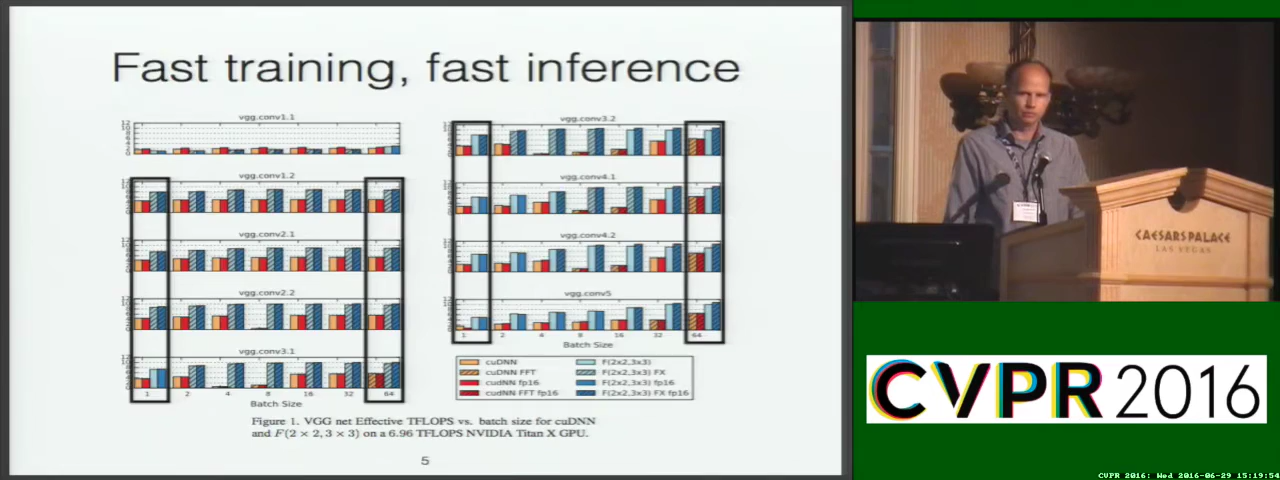 Fast training, fast inference
vgg.conv1.1
vgg.conv1.2
vgg.conv2.1
vgg.conv2.2
vgg.conv3.1
1 2 4 8 16 32 64
Batch Size
vgg.conv3.2
vgg.conv4.1
vgg.conv4.2
vgg.conv5
1 2 4 8 16 32 64
Batch Size
cuDNN
cuDNN FFT
cudNN fp16
cudNN FFT fp16
F(2x2,3x3)
F(2x2,3x3) FX
F(2x2,3x3) fp16
F(2x2,3x3) FX fp16
Figure 1. VGG net Effective TFLOPS vs. batch size for cuDNN
and F(2 × 2, 3 × 3) on a 6.96 TFLOPS NVIDIA Titan X GPU.
5
CAESARS PALACE
LAS VEGAS
CVPR 2016
CVPR 2016: Wed 2016-06-29 15:19:54